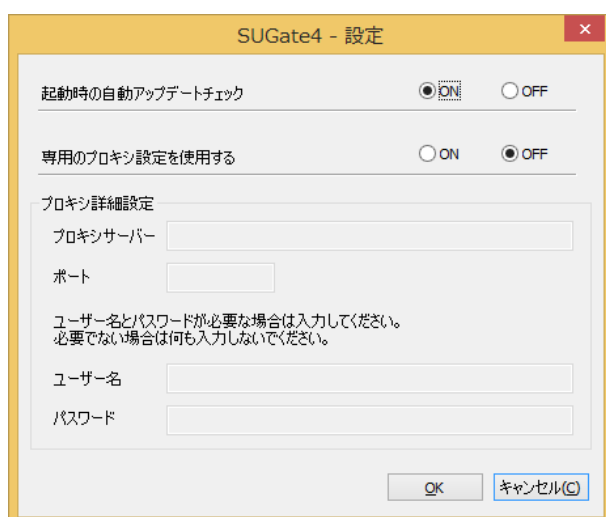 SUGate4 - 設定
起動時の自動アップデートチェック ON OFF
専用のプロキシ設定を使用する ON OFF
プロキシ詳細設定
プロキシサーバー
ポート
ユーザー名とパスワードが必要な場合は入力してください。
必要でない場合は何も入力しないでください。
ユーザー名
パスワード
OK キャンセル(C)